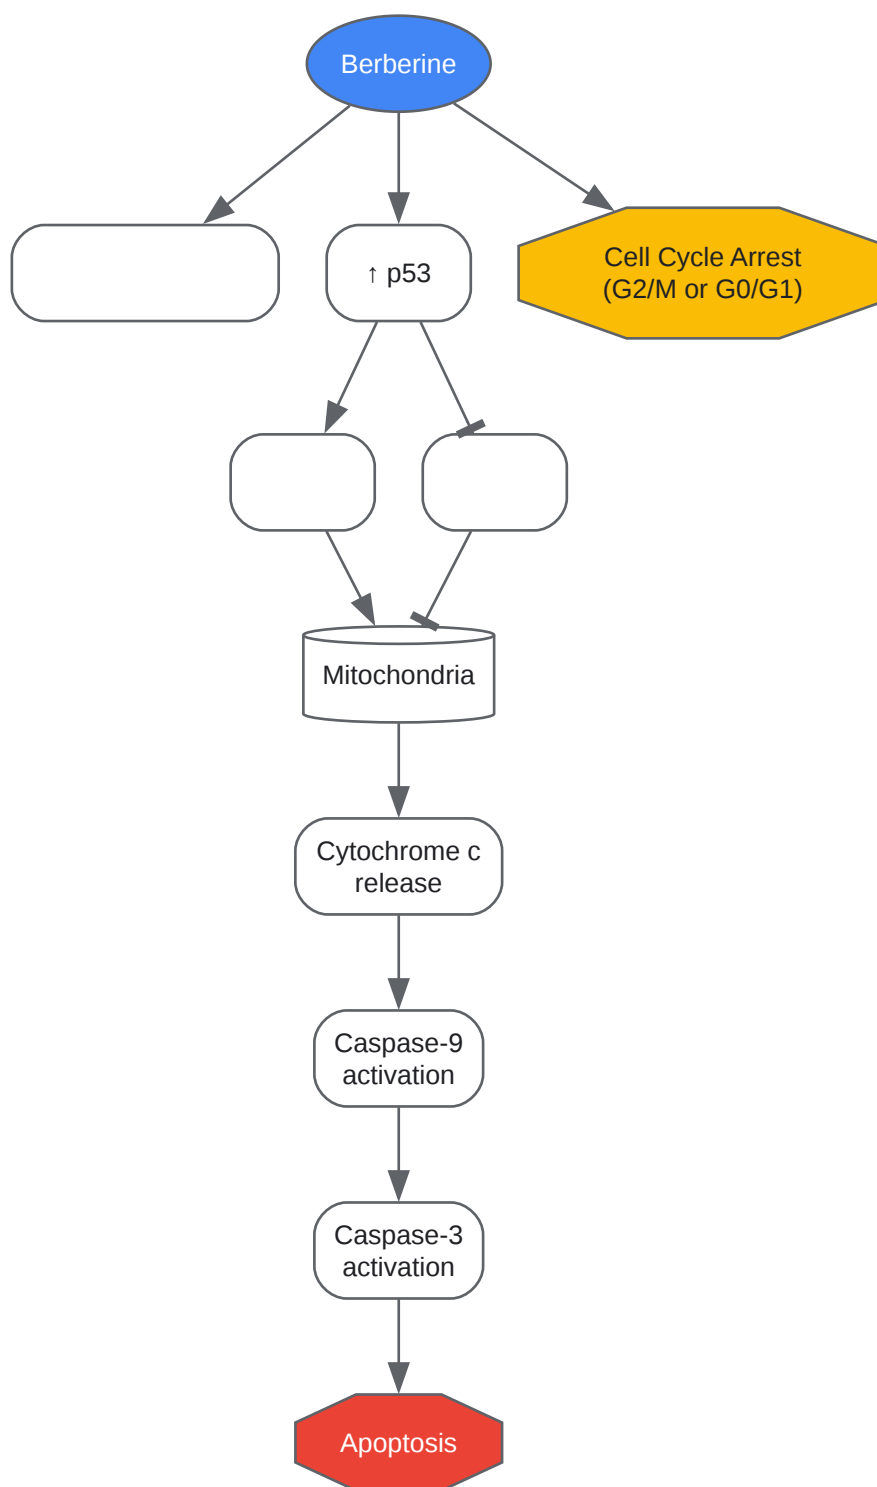 Berberine
↑ p53
Cell Cycle Arrest
(G2/M or G0/G1)
Mitochondria
Cytochrome c
release
Caspase-9
activation
Caspase-3
activation
Apoptosis